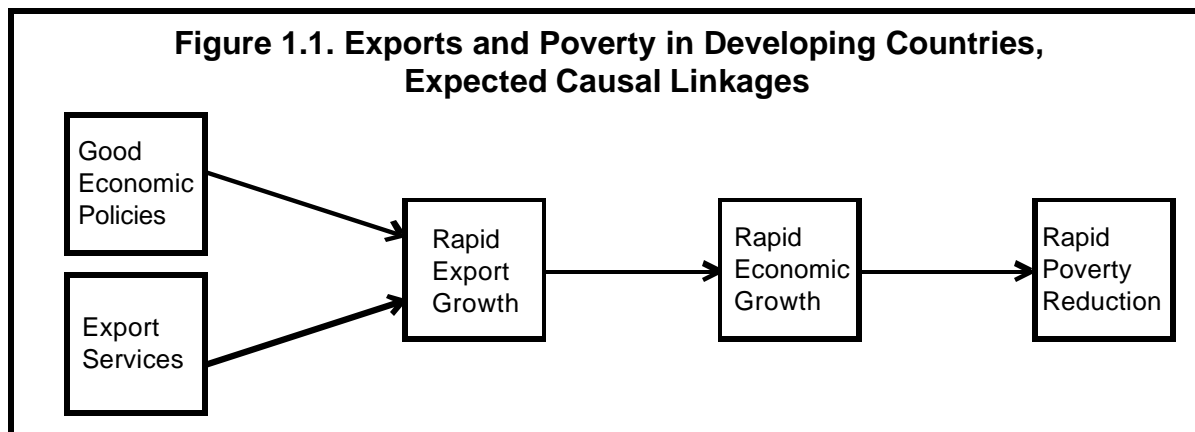 Figure 1.1. Exports and Poverty in Developing Countries,
Expected Causal Linkages
Good
Economic
Policies
Export
Services
Rapid
Export
Growth
Rapid
Economic
Growth
Rapid
Poverty
Reduction